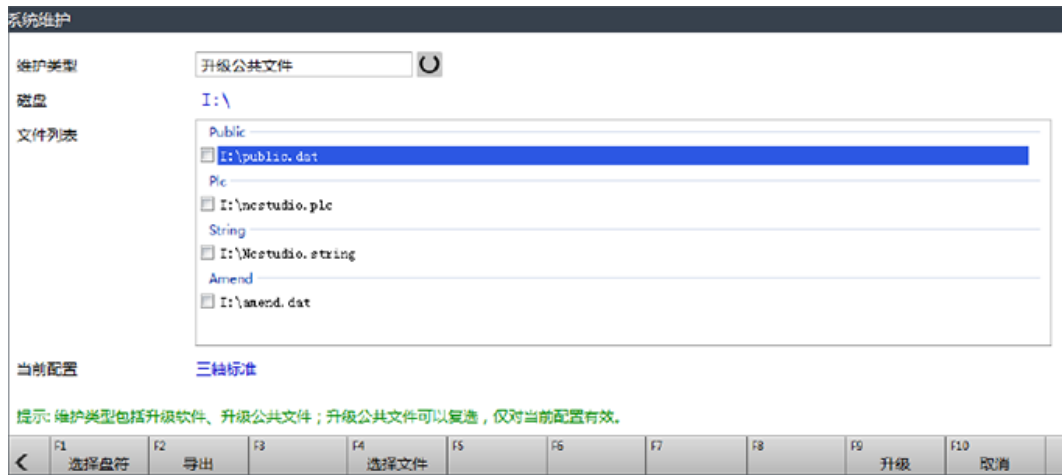 系统维护
维护类型 升级公共文件
磁盘 I:\
文件列表 Public
I:\public.dat
Plc
I:\ncstudio.plc
String
I:\Ncstudio.string
Amend
I:\amend.dat
当前配置 三轴标准
提示: 维护类型包括升级软件、升级公共文件；升级公共文件可以复选，仅对当前配置有效。
< F1 选择盘符 F2 导出 F3 F4 选择文件 F5 F6 F7 F8 F9 升级 F10 取消